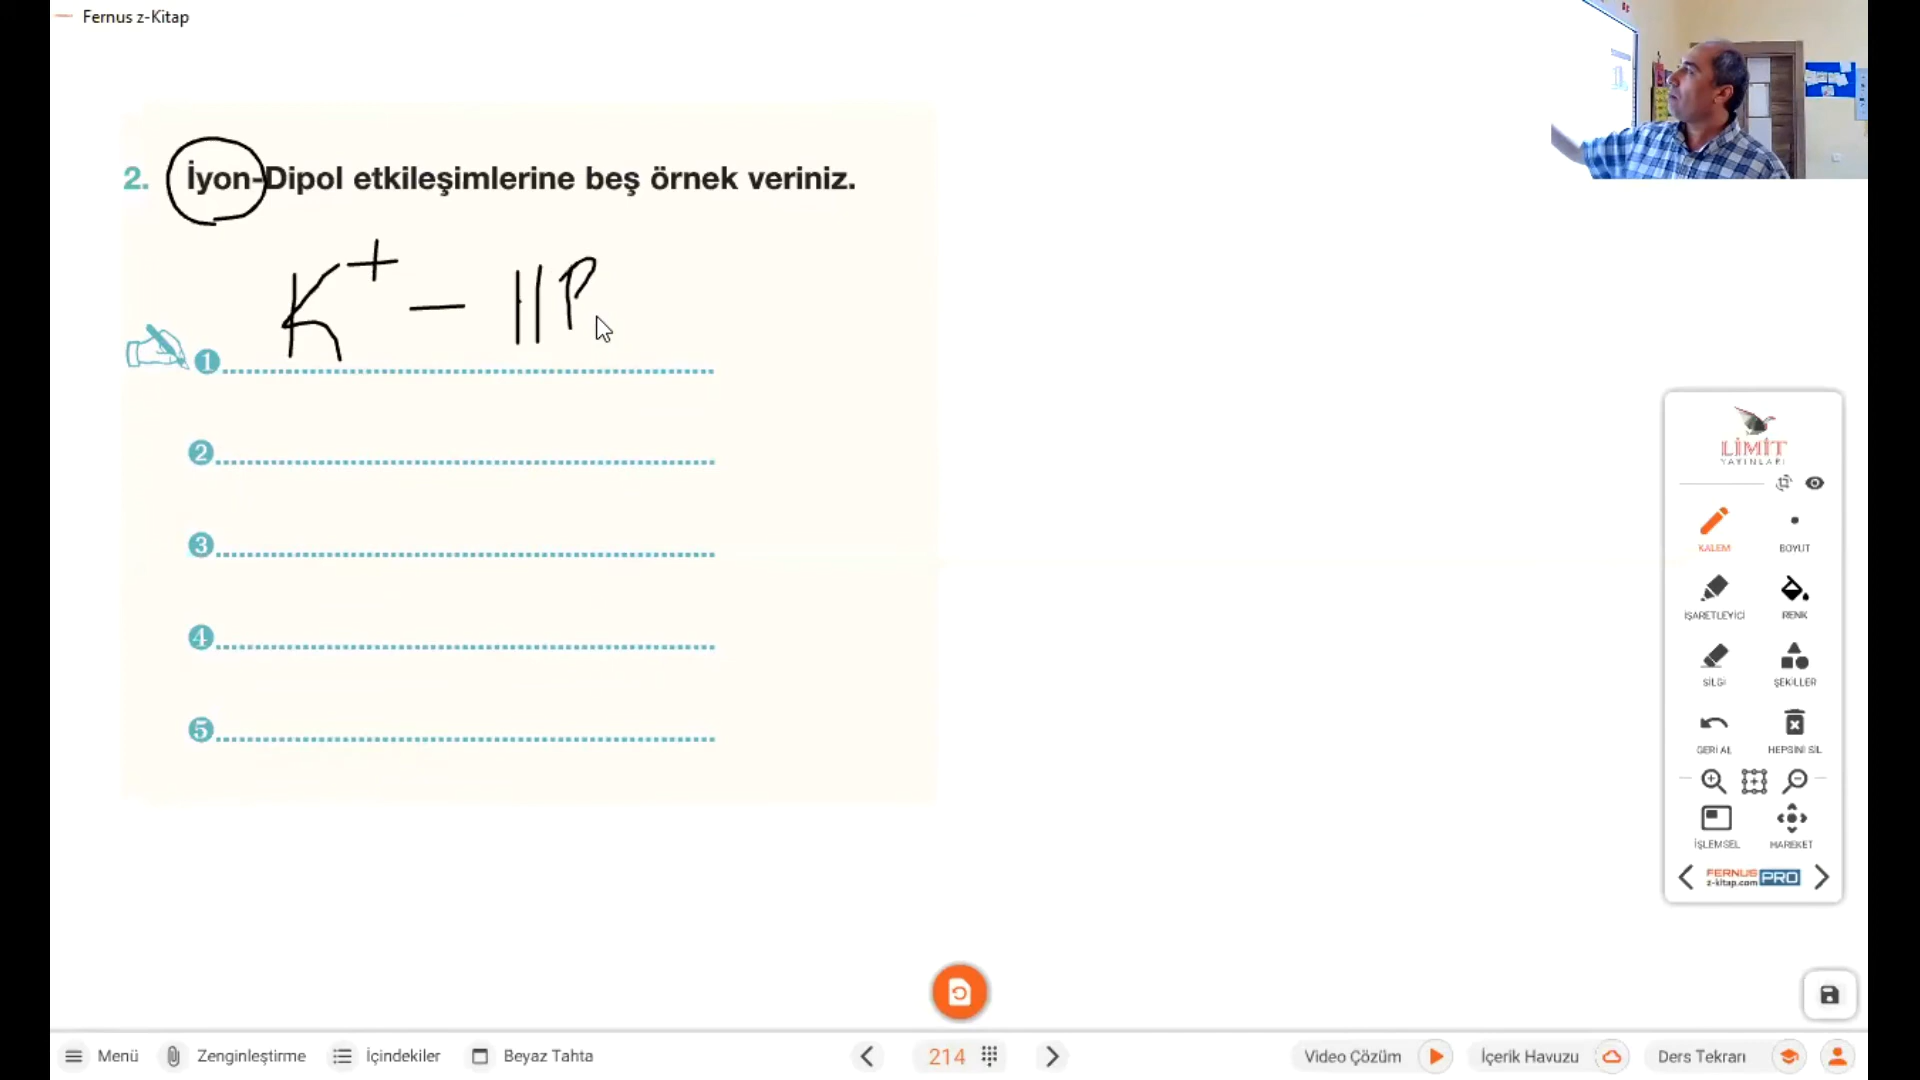 Fernus z-Kitap
2. İyon-Dipol etkileşimlerine beş örnek veriniz.
K⁺ –
1
2
3
4
5
LİMİT
YAYINLARI
KALEM BOYUT
İŞARETLEYİCİ RENK
SİLGİ ŞEKİLLER
GERİ AL HEPSİNİ SİL
İŞLEMSEL HAREKET
FERNUS
z-kitap.com PRO
Menü Zenginleştirme İçindekiler Beyaz Tahta 214 Video Çözüm İçerik Havuzu Ders Tekrarı